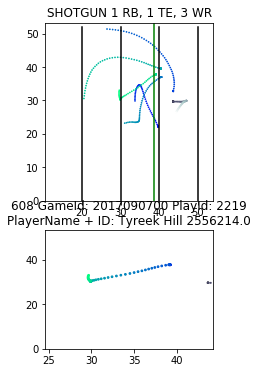 SHOTGUN 1 RB, 1 TE, 3 WR
50
40
30
20
10
0
20 30 40 50
608 GameId: 2017090700 PlayId: 2219
PlayerName + ID: Tyreek Hill 2556214.0
40
20
0
25 30 35 40